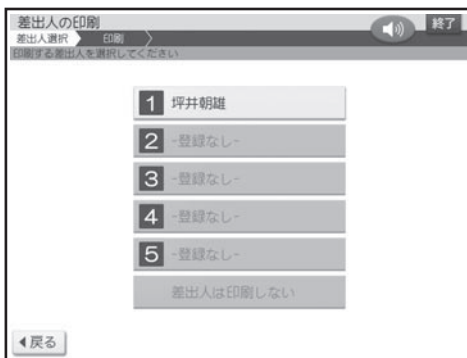 差出人の印刷
終了
差出人選択 印刷
印刷する差出人を選択してください
1 坪井朝雄
2 -登録なし-
3 -登録なし-
4 -登録なし-
5 -登録なし-
差出人は印刷しない
戻る